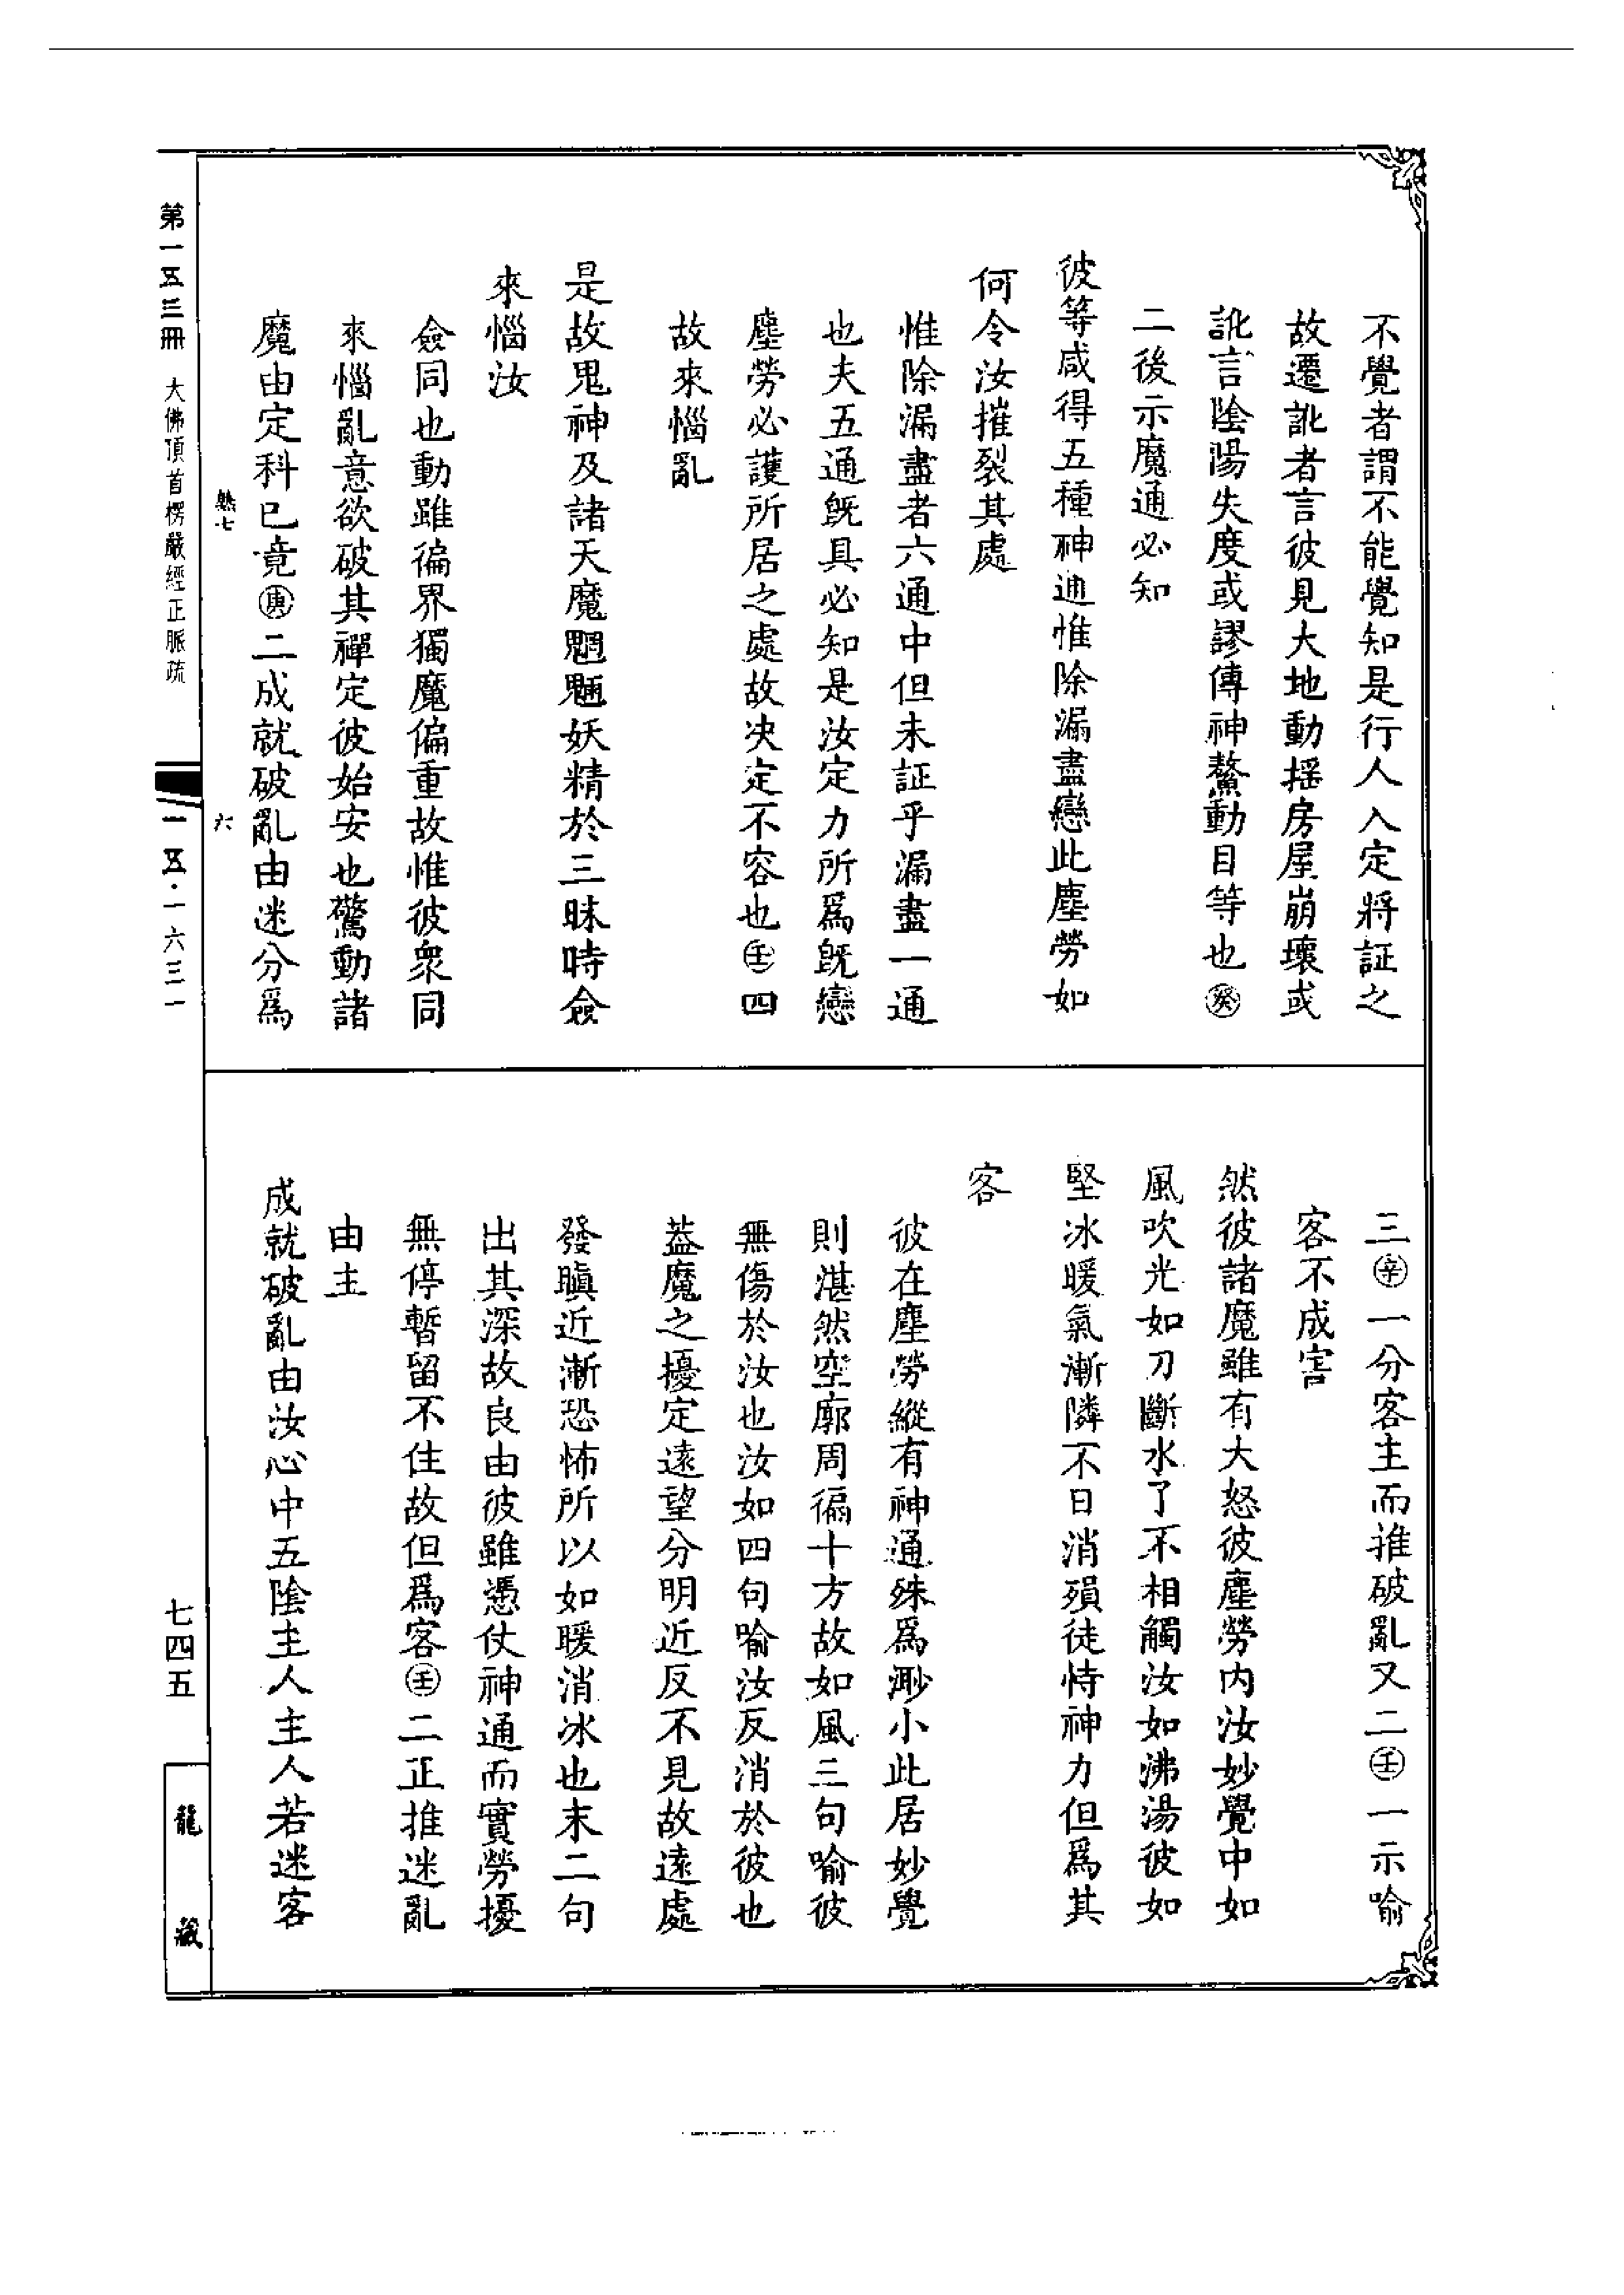 不覺者謂不能覺知是行人入定將証之
故遷訛者言彼見大地動揺房屋崩壞或
訛言陰陽失度或謬傳神鰲動目等也㊩癸
二後示魔通必知
彼等咸得五種神通惟除漏盡戀此塵勞如
何令汝摧裂其處
惟除漏盡者六通中但未証乎漏盡一通
也夫五通既具必知是汝定力所爲既戀
塵勞必護所居之處故决定不容也壬四
故來惱亂
是故鬼神及諸天魔魍魎妖精於三昧時僉
來惱汝
僉同也動雖徧界獨魔偏重故惟彼衆同
來惱亂意欲破其禪定彼始安也驚動諸
魔由定科已竟庚二成就破亂由迷分爲
三辛一分客主而推破亂又二壬一示喻
客不成害
然彼諸魔雖有大怒彼塵勞内汝妙覺中如
風吹光如刀斷水了不相觸汝如沸湯彼如
堅冰暖氣漸隣不日消殞徒恃神力但爲其
客
彼在塵勞縱有神通殊爲渺小此居妙覺
則湛然空廓周徧十方故如風三句喻彼
無傷於汝也汝如四句喻汝反消於彼也
葢魔之擾定遠望分明近反不見故遠處
發瞋近漸恐怖所以如暖消冰也末二句
出其深故良由彼雖憑仗神通而實勞擾
無停暫留不住故但爲客壬二正推迷亂
由主
成就破亂由汝心中五陰主人主人若迷客
第一五三冊 大佛頂首楞嚴經正脈疏
七
六
一五·一六三一
七四五
龍藏